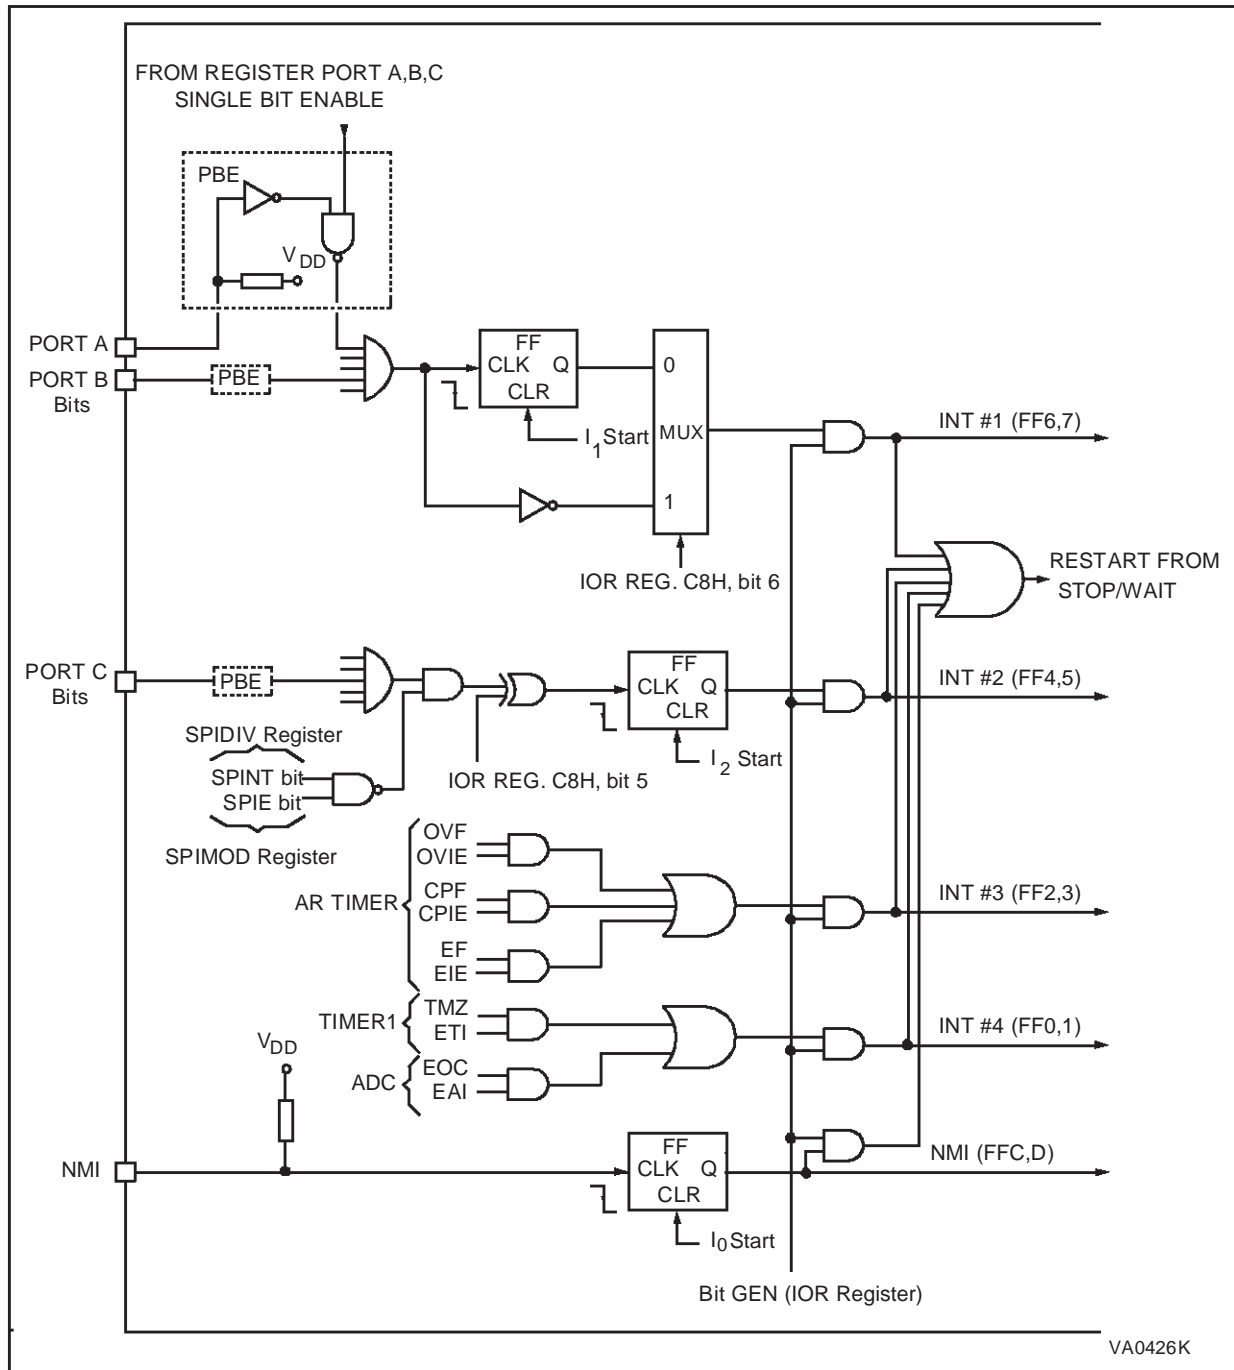 FROM REGISTER PORT A,B,C
SINGLE BIT ENABLE
PBE
VDD
PORT A
PORT B
Bits
PBE
FF
CLK Q
CLR
I1 Start
0
MUX
1
IOR REG. C8H, bit 6
INT #1 (FF6,7)
RESTART FROM
STOP/WAIT
PORT C
Bits
PBE
FF
CLK Q
CLR
I2 Start
INT #2 (FF4,5)
SPIDIV Register
SPINT bit
SPIE bit
SPIMOD Register
IOR REG. C8H, bit 5
AR TIMER
OVF
OVIE
CPF
CPIE
EF
EIE
INT #3 (FF2,3)
TIMER1
TMZ
ETI
ADC
EOC
EAI
INT #4 (FF0,1)
VDD
NMI
FF
CLK Q
CLR
I0 Start
NMI (FFC,D)
Bit GEN (IOR Register)
VA0426K